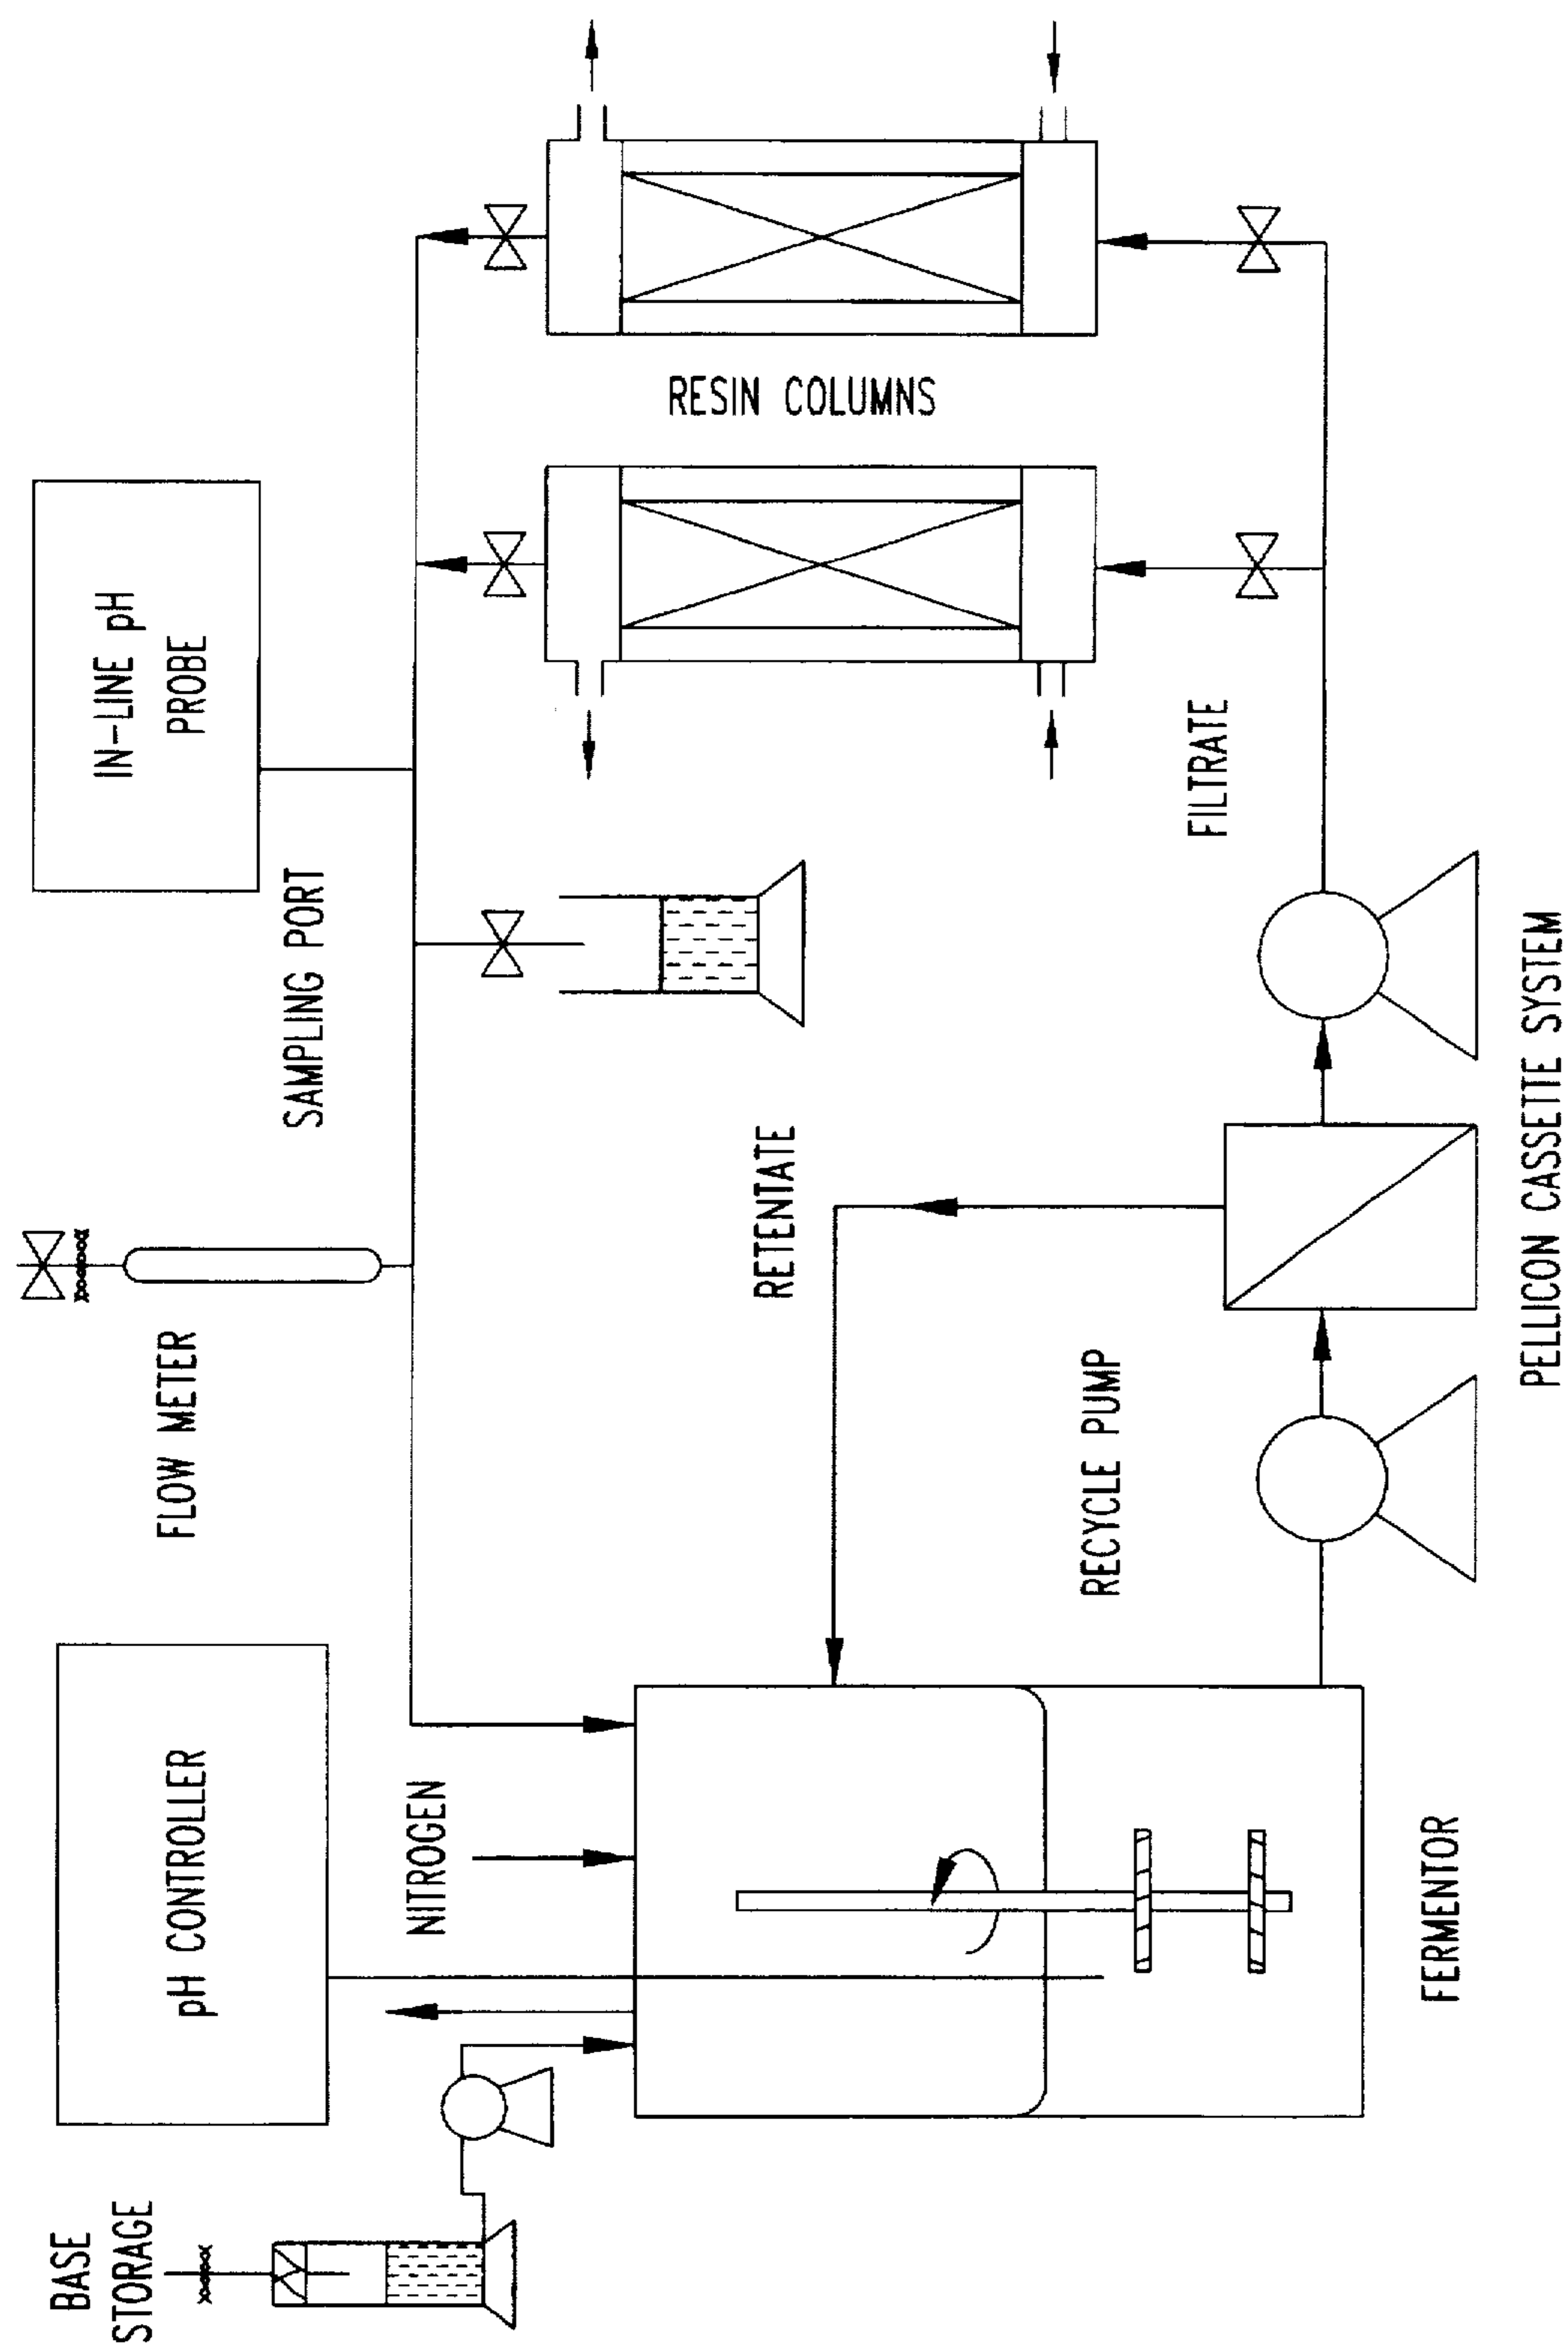 BASE
STORAGE
pH CONTROLLER
FLOW METER
SAMPLING PORT
IN-LINE pH
PROBE
NITROGEN
RETENTATE
RESIN COLUMNS
RECYCLE PUMP
FILTRATE
FERMENTOR
PELLICON CASSETTE SYSTEM